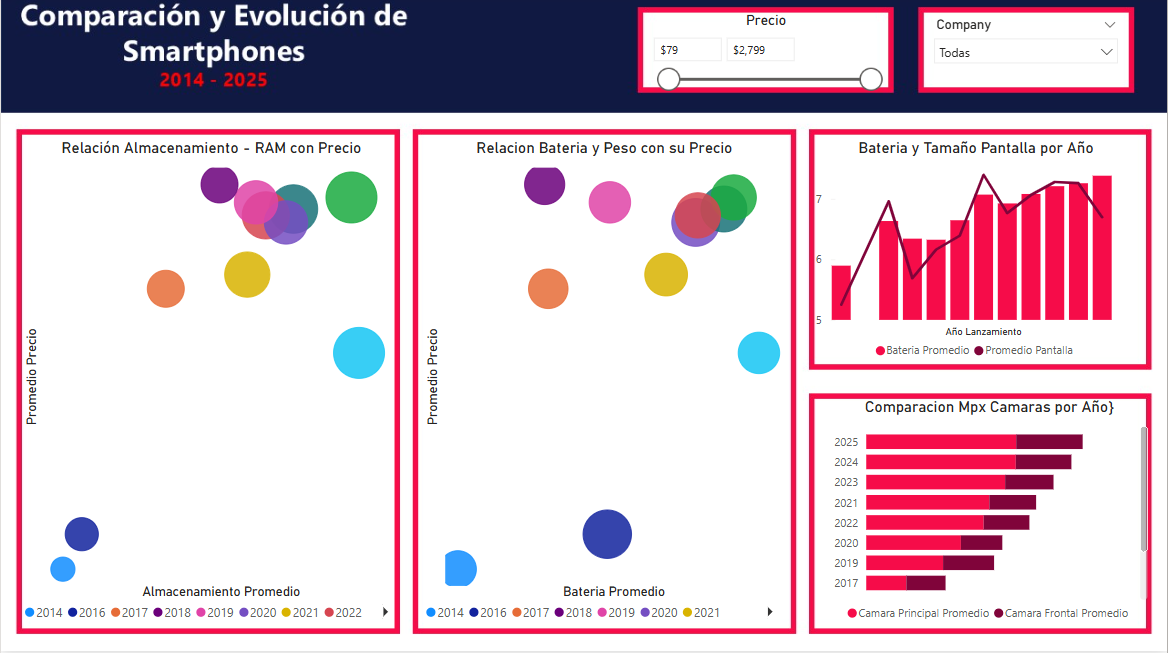 Comparación y Evolución de
Smartphones
2014 - 2025
Precio
$79
$2,799
Company
Todas
Relación Almacenamiento - RAM con Precio
Promedio Precio
Almacenamiento Promedio
2014 2016 2017 2018 2019 2020 2021 2022
Relacion Bateria y Peso con su Precio
Promedio Precio
Bateria Promedio
2014 2016 2017 2018 2019 2020 2021
Bateria y Tamaño Pantalla por Año
7
6
5
Año Lanzamiento
Bateria Promedio Promedio Pantalla
Comparacion Mpx Camaras por Año}
2025
2024
2023
2021
2022
2020
2019
2017
Camara Principal Promedio Camara Frontal Promedio